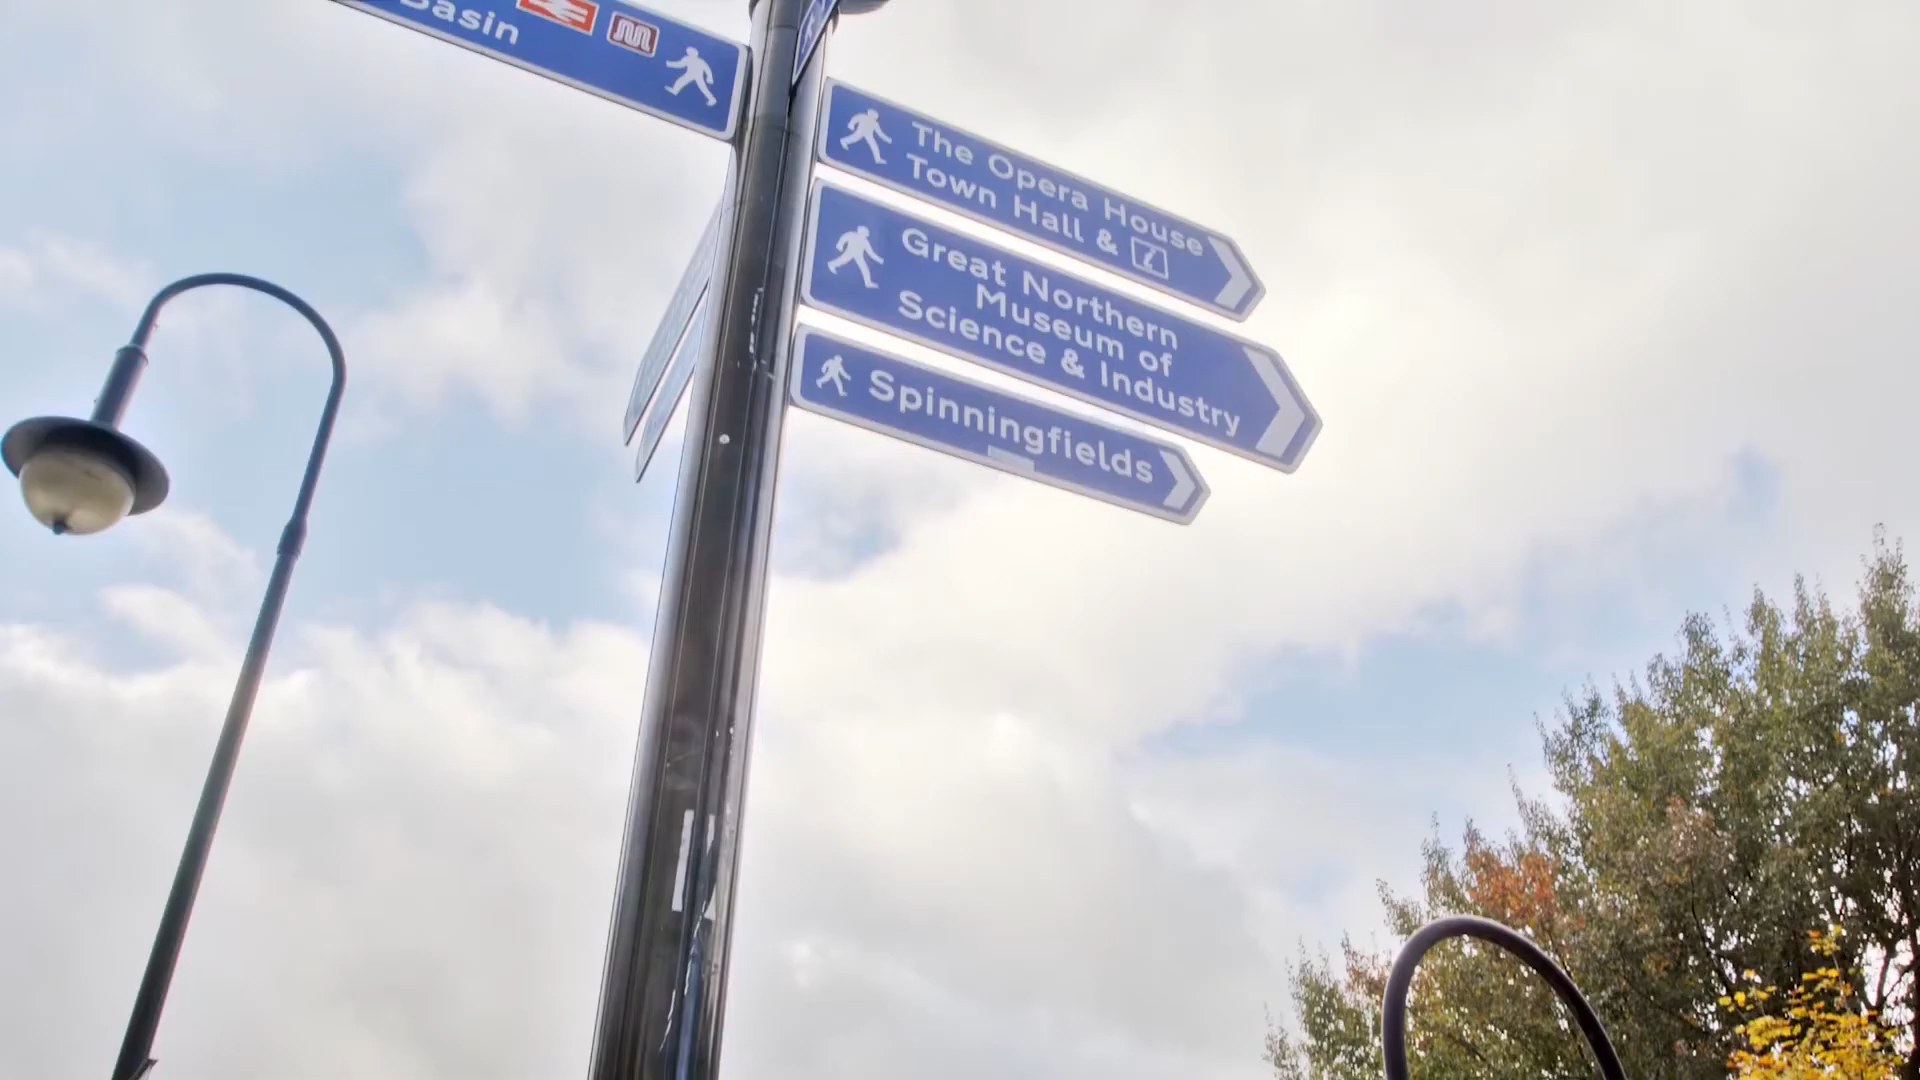 Basin
The Opera House
Town Hall & i
Great Northern
Museum of
Science & Industry
Spinningfields